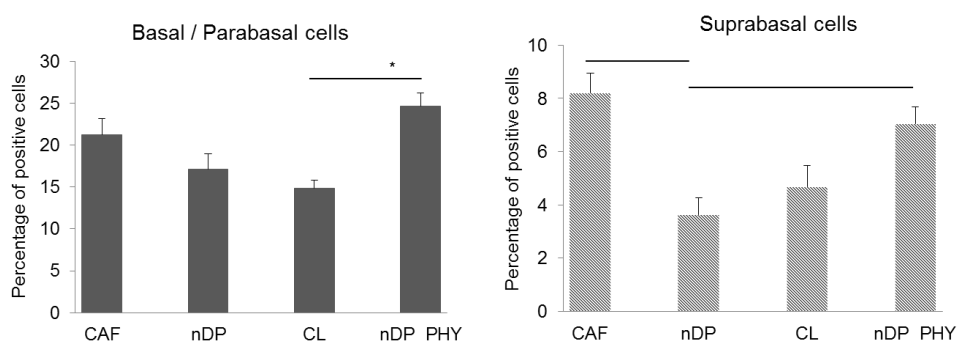 Basal / Parabasal cells
Percentage of positive cells
30
25
20
15
10
5
0
*
CAF nDP CL nDP PHY
Suprabasal cells
Percentage of positive cells
10
8
6
4
2
0
CAF nDP CL nDP PHY